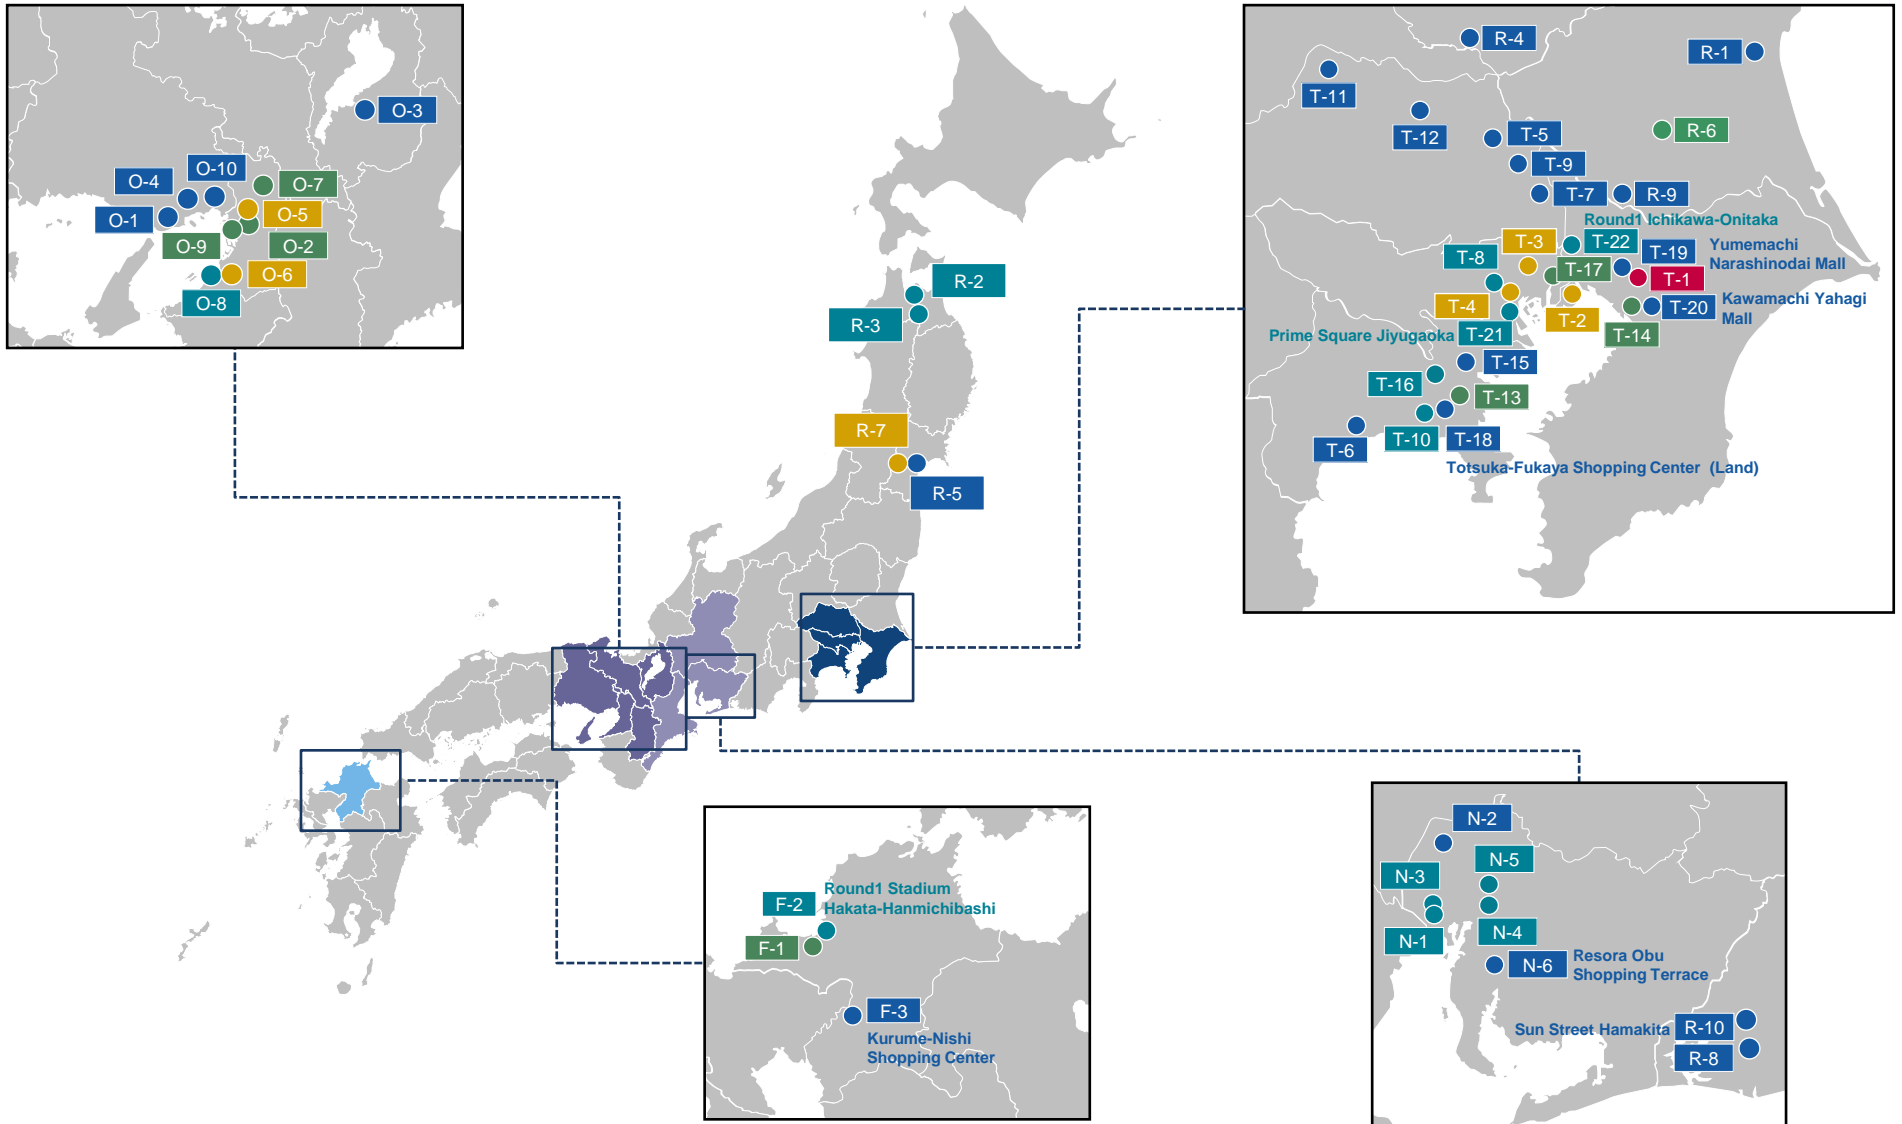 O-3
O-10
O-4
O-7
O-1
O-5
O-9
O-2
O-6
O-8
R-2
R-3
R-7
R-5
R-4
R-1
T-11
T-12
T-5
R-6
T-9
T-7
R-9
Round1 Ichikawa-Onitaka
T-3
T-22
T-19
Yumemachi
Narashinodai Mall
T-8
T-17
T-1
T-4
T-2
T-20
Kawamachi Yahagi
Mall
Prime Square Jiyugaoka
T-21
T-14
T-15
T-16
T-13
T-6
T-10
T-18
Totsuka-Fukaya Shopping Center (Land)
F-2
Round1 Stadium
Hakata-Hanmichibashi
F-1
F-3
Kurume-Nishi
Shopping Center
N-2
N-5
N-3
N-1
N-4
N-6
Resora Obu
Shopping Terrace
Sun Street Hamakita
R-10
R-8